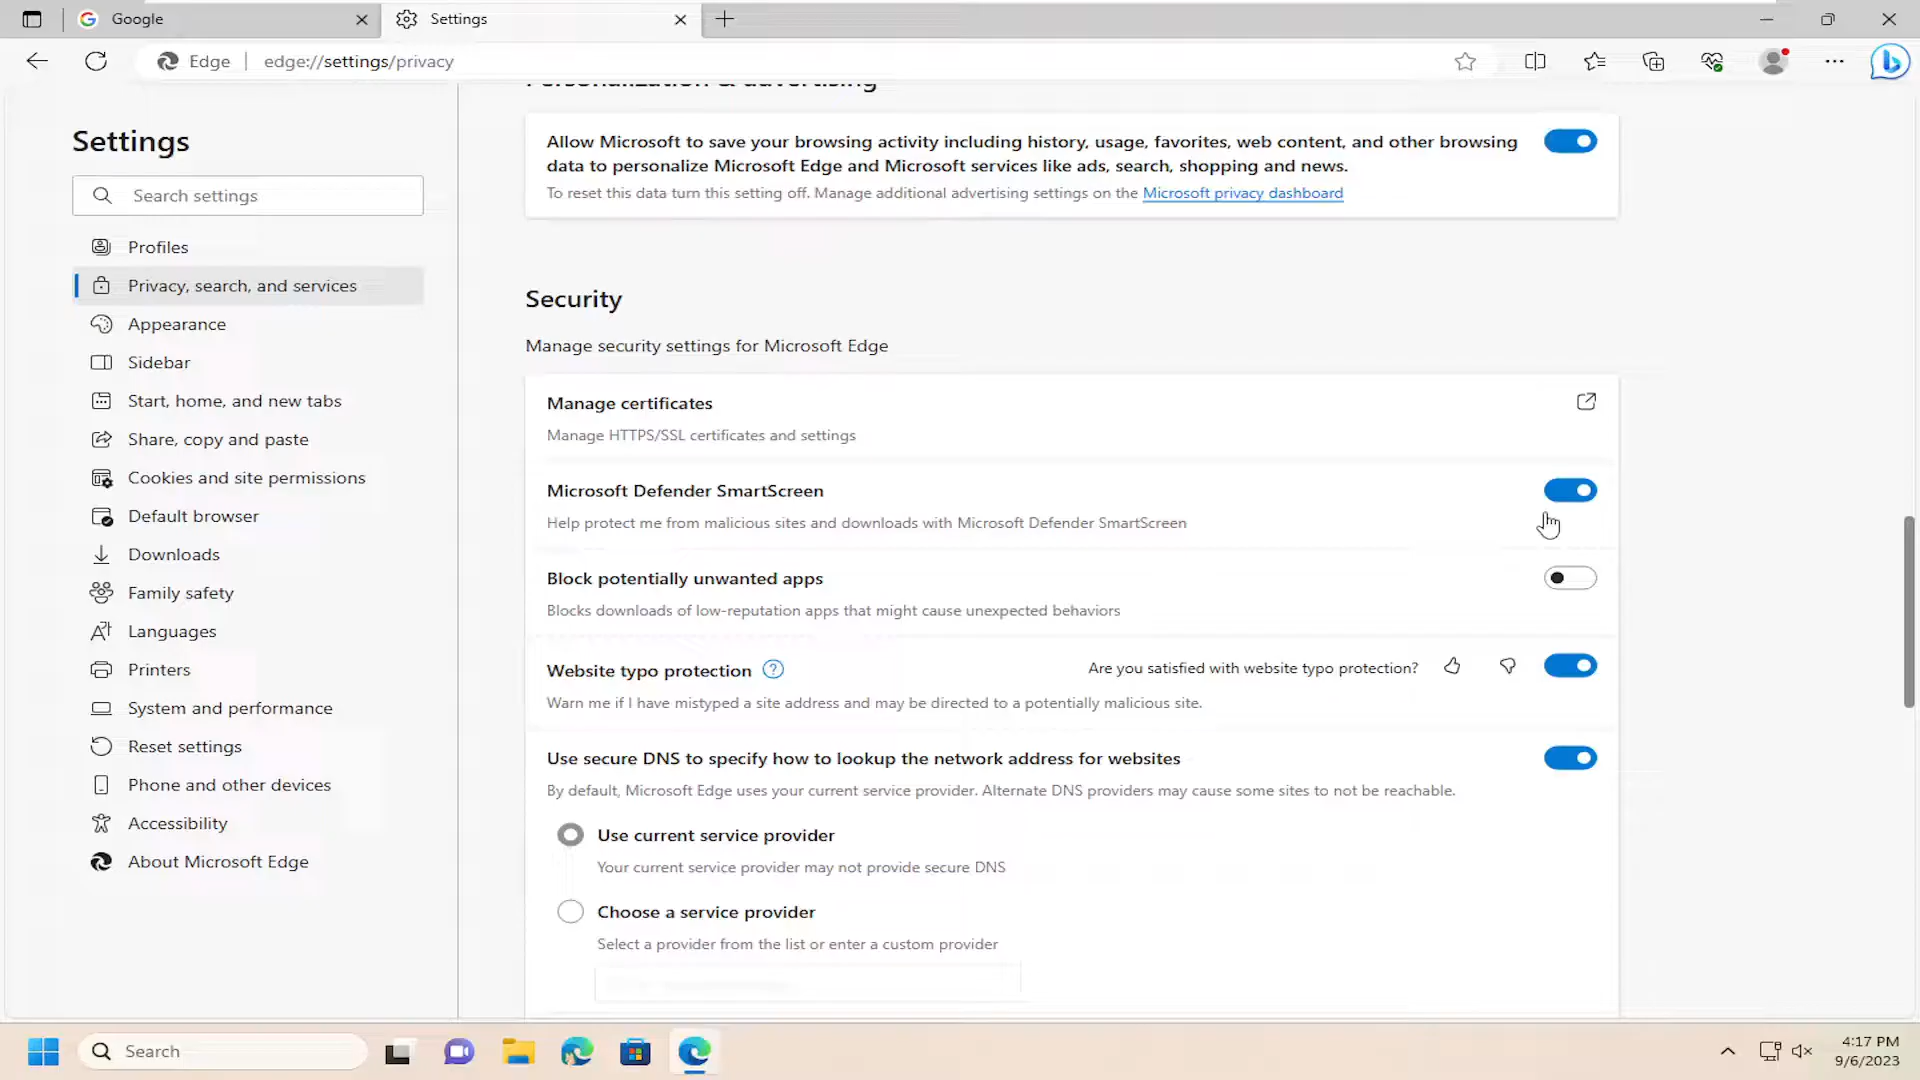 Google
Settings
Edge
edge://settings/privacy
Personalization & advertising
Settings
Search settings
Profiles
Privacy, search, and services
Appearance
Sidebar
Start, home, and new tabs
Share, copy and paste
Cookies and site permissions
Default browser
Downloads
Family safety
Languages
Printers
System and performance
Reset settings
Phone and other devices
Accessibility
About Microsoft Edge
Allow Microsoft to save your browsing activity including history, usage, favorites, web content, and other browsing
data to personalize Microsoft Edge and Microsoft services like ads, search, shopping and news.
To reset this data turn this setting off. Manage additional advertising settings on the Microsoft privacy dashboard
Security
Manage security settings for Microsoft Edge
Manage certificates
Manage HTTPS/SSL certificates and settings
Microsoft Defender SmartScreen
Help protect me from malicious sites and downloads with Microsoft Defender SmartScreen
Block potentially unwanted apps
Blocks downloads of low-reputation apps that might cause unexpected behaviors
Website typo protection
Are you satisfied with website typo protection?
Warn me if I have mistyped a site address and may be directed to a potentially malicious site.
Use secure DNS to specify how to lookup the network address for websites
By default, Microsoft Edge uses your current service provider. Alternate DNS providers may cause some sites to not be reachable.
Use current service provider
Your current service provider may not provide secure DNS
Choose a service provider
Select a provider from the list or enter a custom provider
Search
4:17 PM
9/6/2023